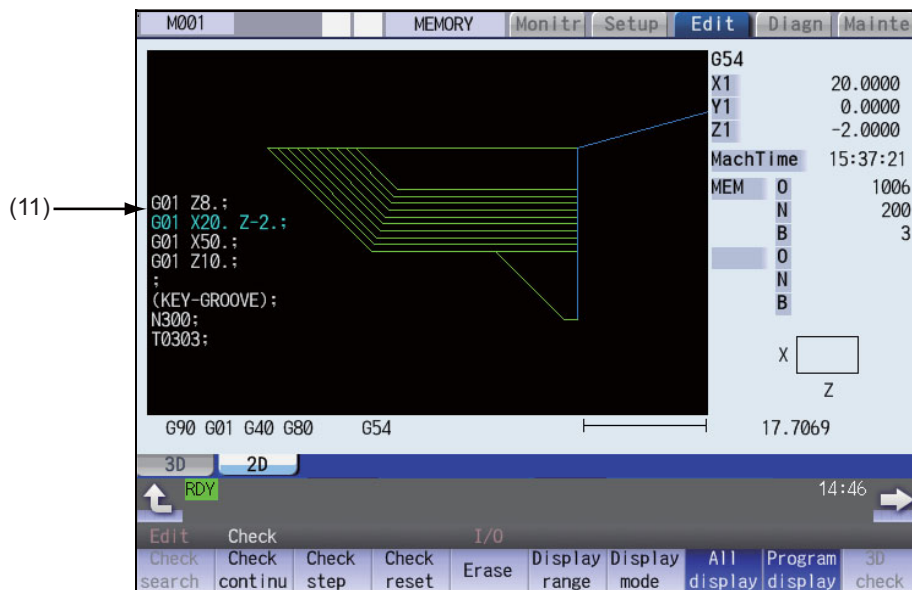 M001 MEMORY Monitr Setup Edit Diagn Mainte
G54
X1 20.0000
Y1 0.0000
Z1 -2.0000
MachTime 15:37:21
MEM O 1006
N 200
B 3
O
N
B
X
Z
(11)
G01 Z8.;
G01 X20. Z-2.;
G01 X50.;
G01 Z10.;
;
(KEY-GROOVE);
N300;
T0303;
G90 G01 G40 G80 G54 17.7069
3D 2D
RDY 14:46
Edit Check I/O
Check search Check continu Check step Check reset Erase Display range Display mode All display Program display 3D check